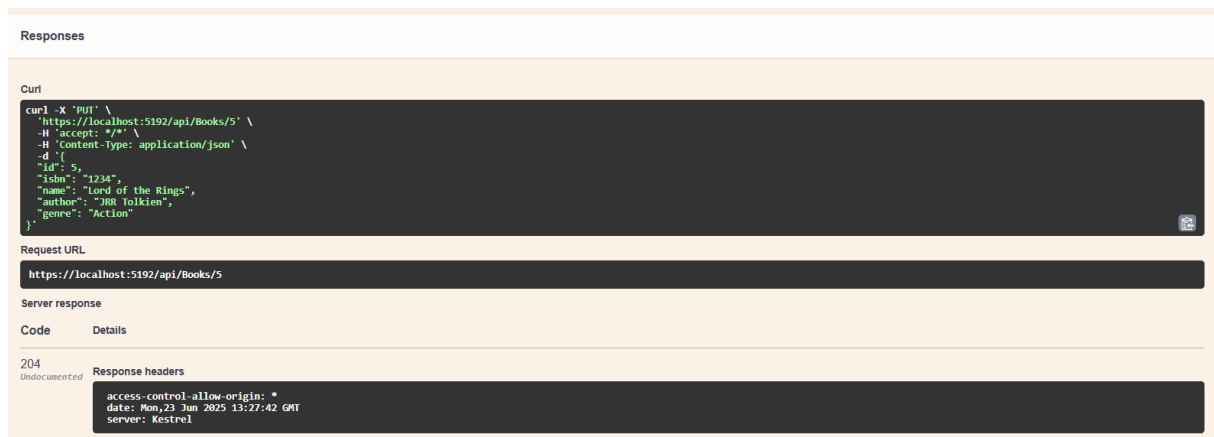 Responses
Curl
curl -X 'PUT' \
  'https://localhost:5192/api/Books/5' \
  -H 'accept: */*' \
  -H 'Content-Type: application/json' \
  -d '{
  "id": 5,
  "isbn": "1234",
  "name": "Lord of the Rings",
  "author": "JRR Tolkien",
  "genre": "Action"
}'
Request URL
https://localhost:5192/api/Books/5
Server response
Code Details
204
Undocumented
Response headers
access-control-allow-origin: *
date: Mon,23 Jun 2025 13:27:42 GMT
server: Kestrel